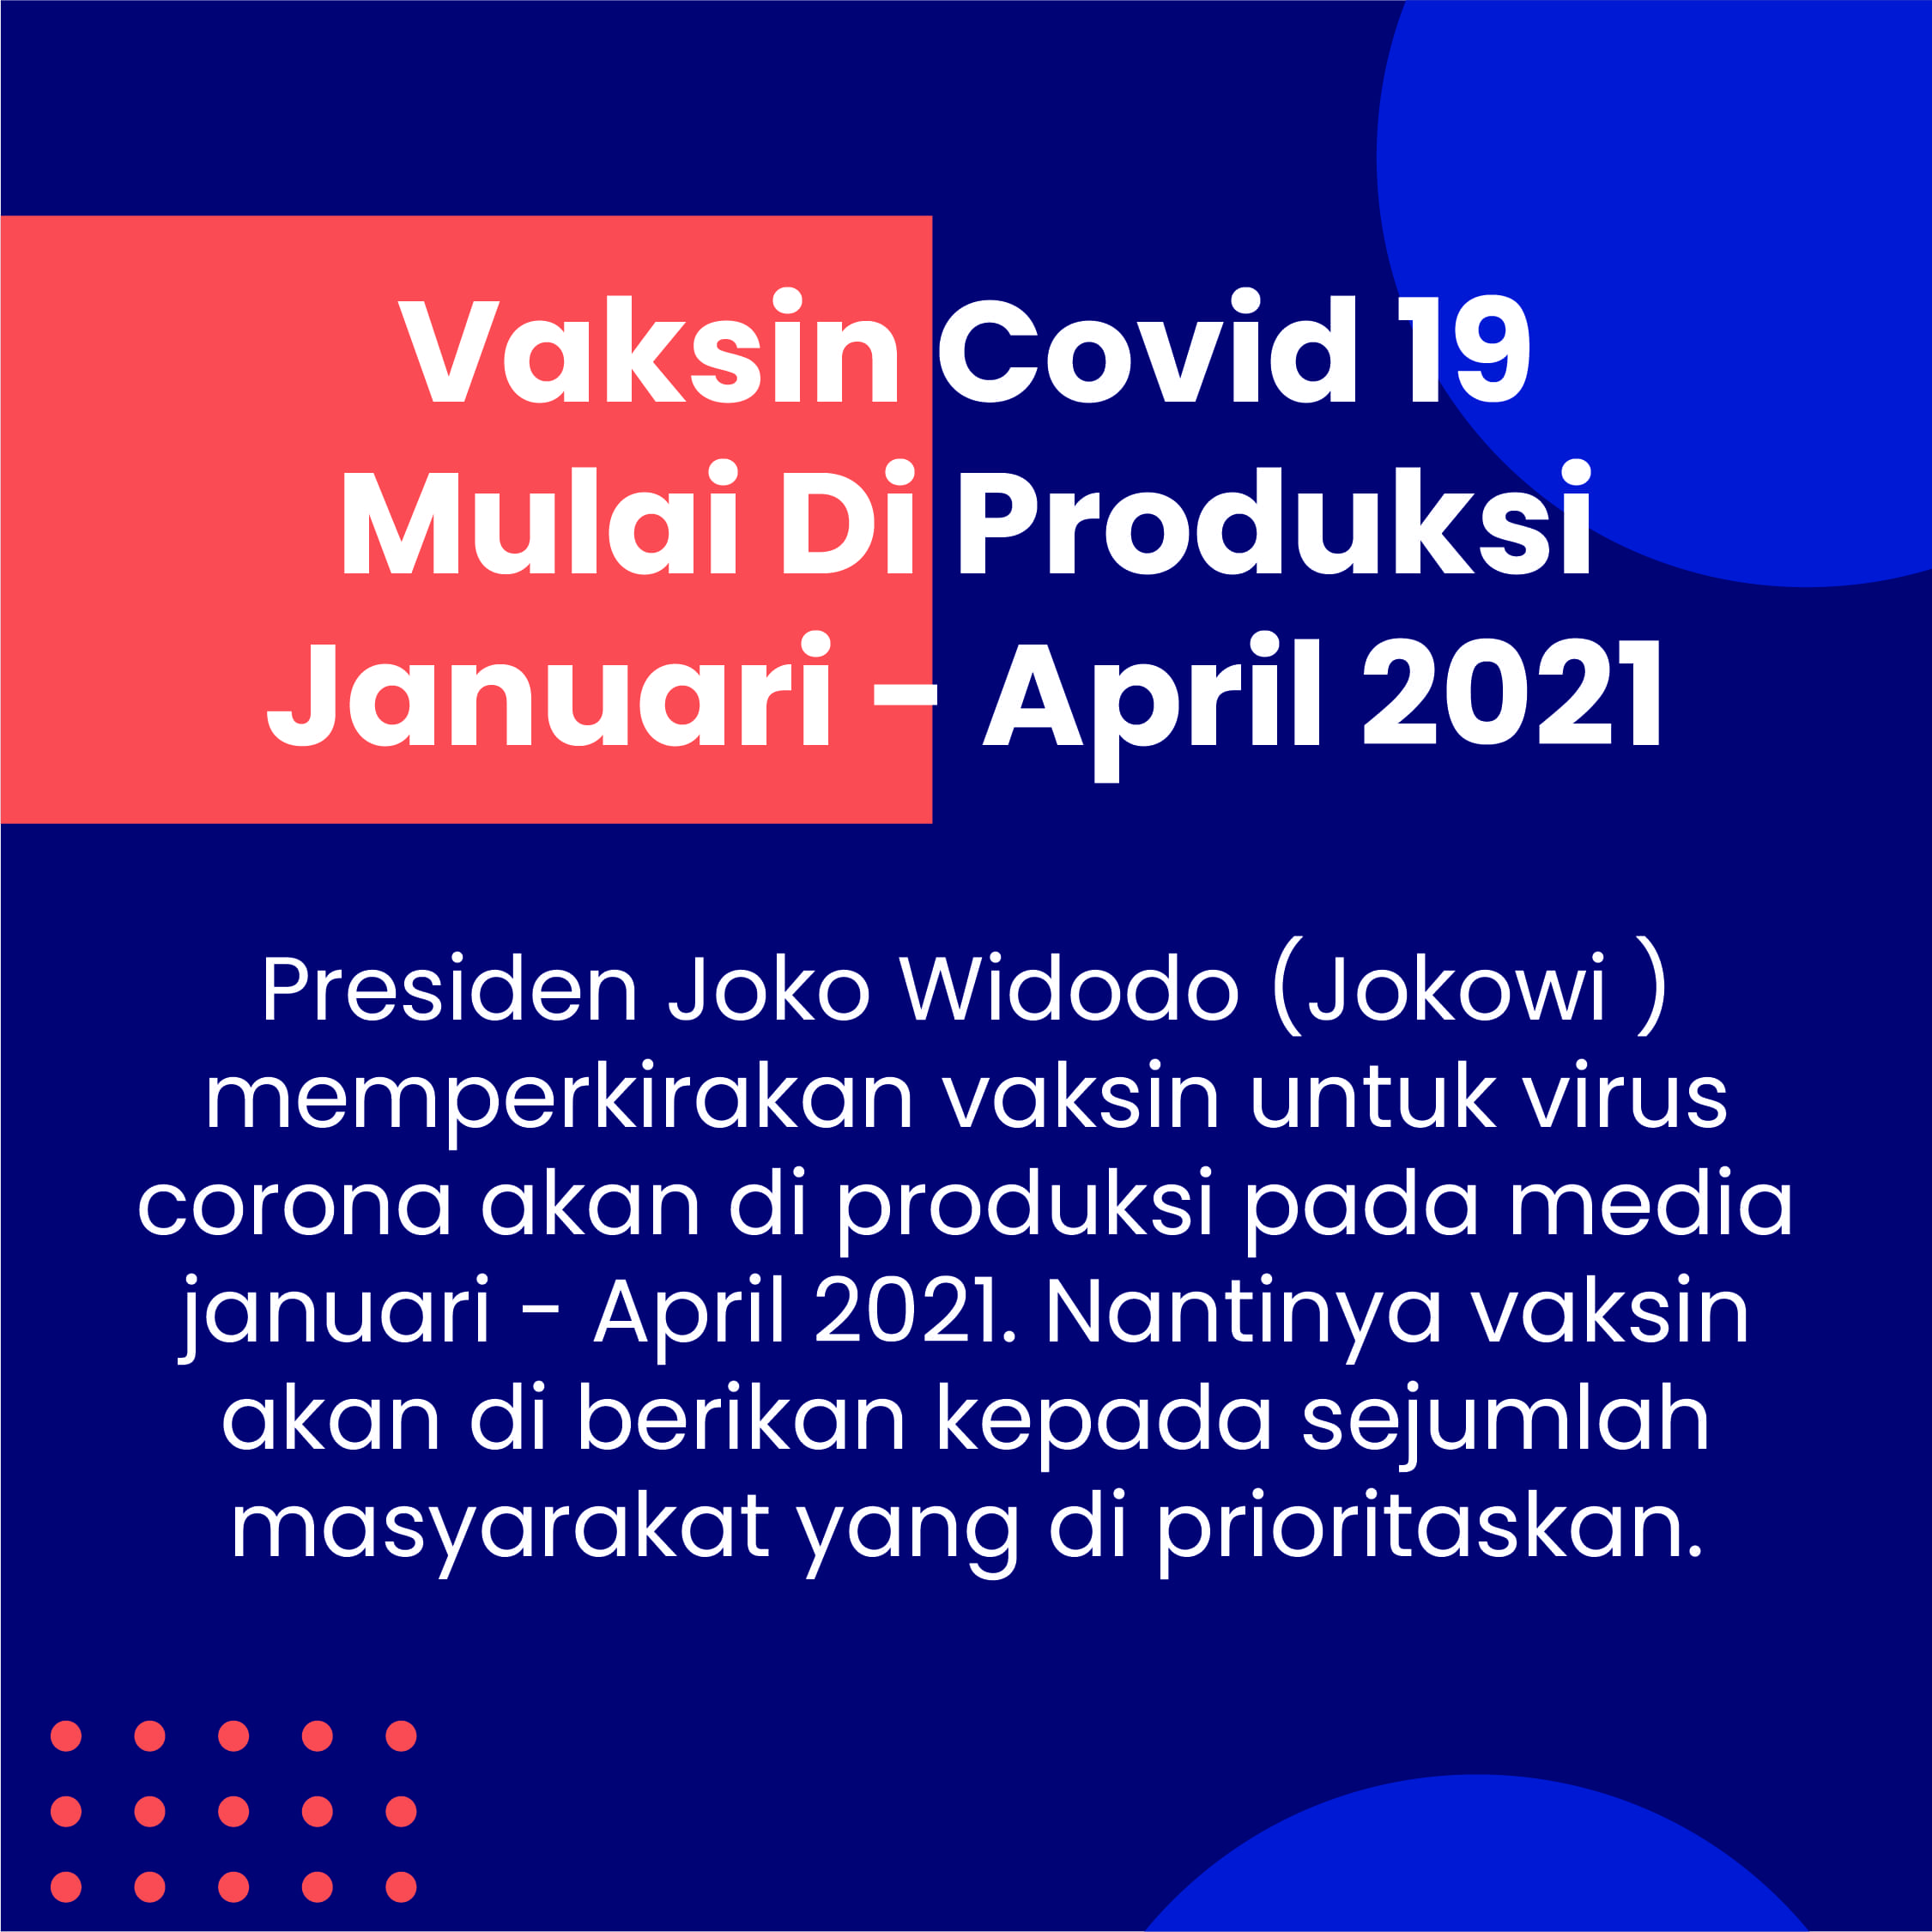 Vaksin Covid 19
Mulai Di Produksi
Januari – April 2021
Presiden Joko Widodo (Jokowi )
memperkirakan vaksin untuk virus
corona akan di produksi pada media
januari – April 2021. Nantinya vaksin
akan di berikan kepada sejumlah
masyarakat yang di prioritaskan.